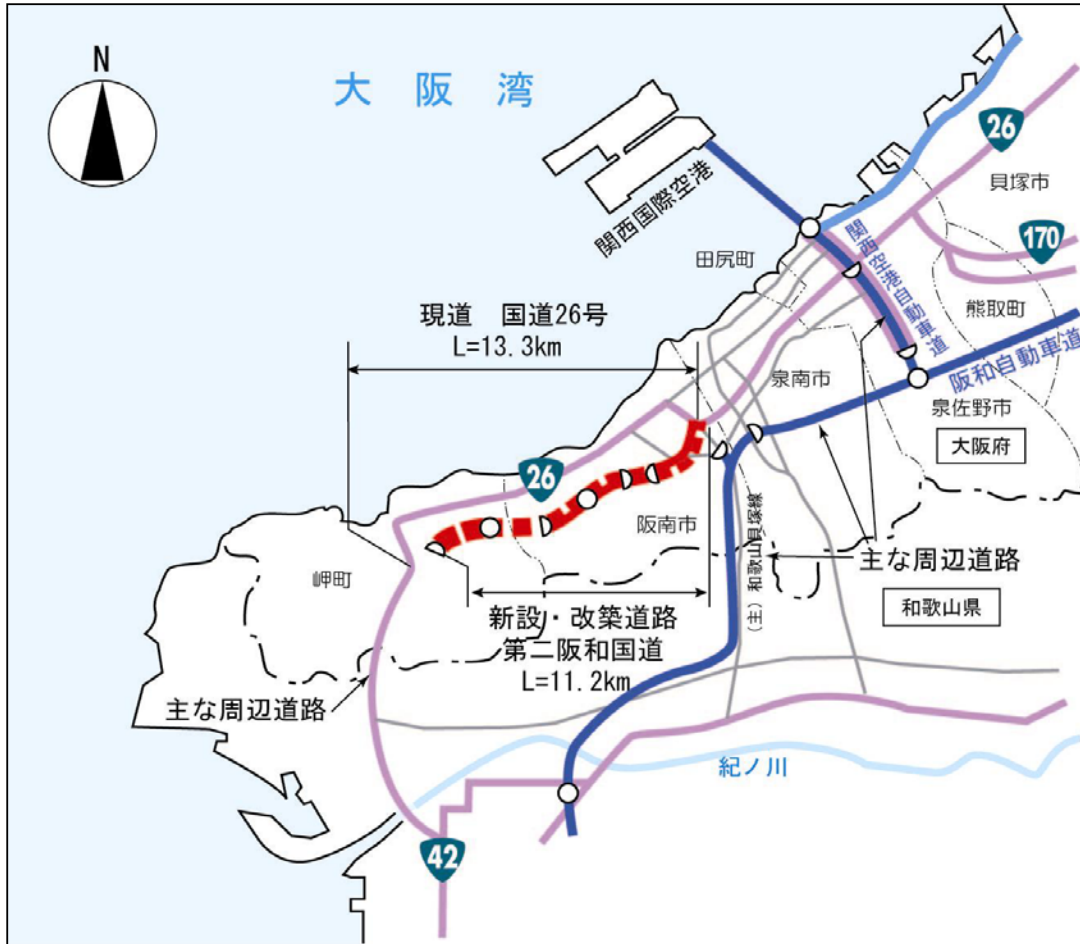 N
大阪湾
26
貝塚市
関西国際空港
170
田尻町
関西空港自動車道
熊取町
現道 国道26号
L=13.3km
阪和自動車道
泉南市
泉佐野市
大阪府
26
阪南市
(主)和歌山貝塚線
主な周辺道路
岬町
和歌山県
新設・改築道路
第二阪和国道
L=11.2km
主な周辺道路
紀ノ川
42